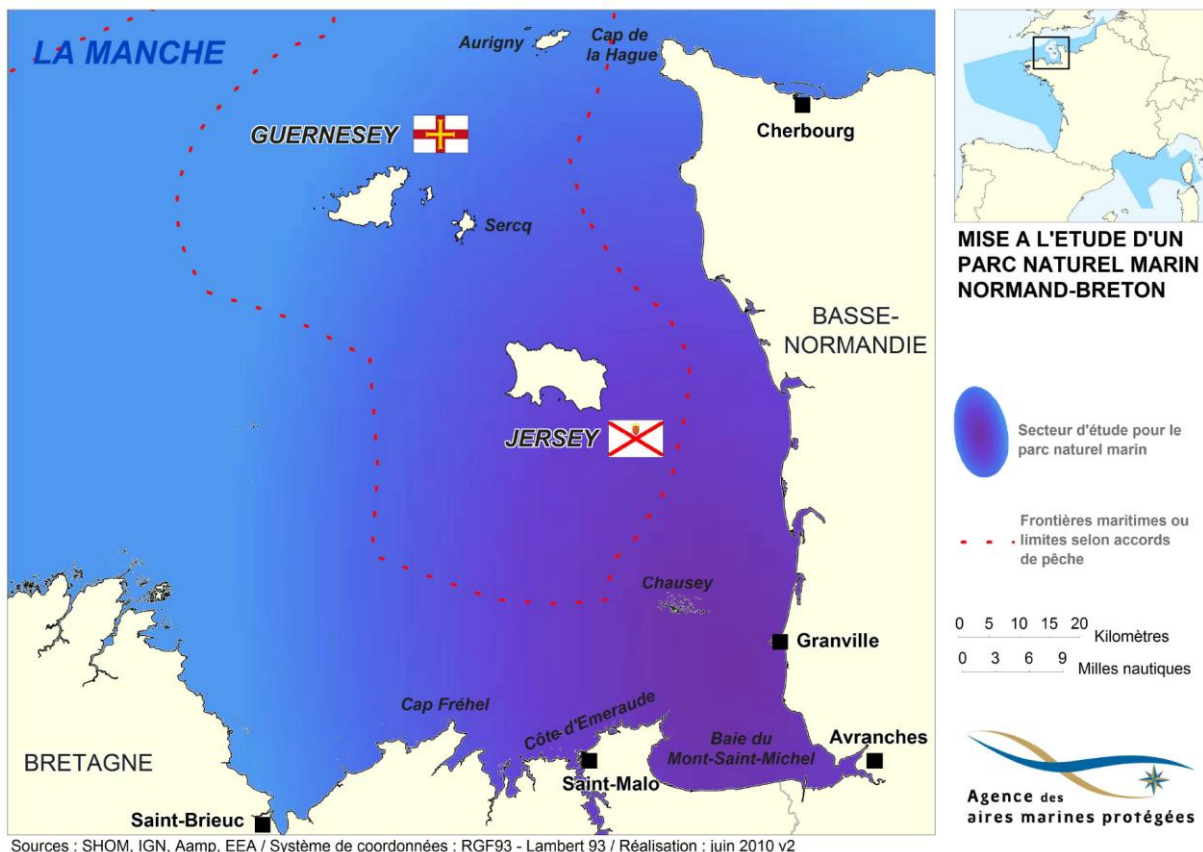 LA MANCHE
Aurigny
Cap de
la Hague
GUERNESEY
Cherbourg
Sercq
BASSE-
NORMANDIE
JERSEY
Chausey
Granville
Cap Fréhel
Côte d'Emeraude
Baie du
Mont-Saint-Michel
Avranches
BRETAGNE
Saint-Malo
Saint-Brieuc
MISE A L'ETUDE D'UN
PARC NATUREL MARIN
NORMAND-BRETON
Secteur d'étude pour le
parc naturel marin
Frontières maritimes ou
limites selon accords
de pêche
0 5 10 15 20 Kilomètres
0 3 6 9 Milles nautiques
Agence des
aires marines protégées
Sources : SHOM, IGN, Aamp, EEA / Système de coordonnées : RGF93 - Lambert 93 / Réalisation : juin 2010 v2